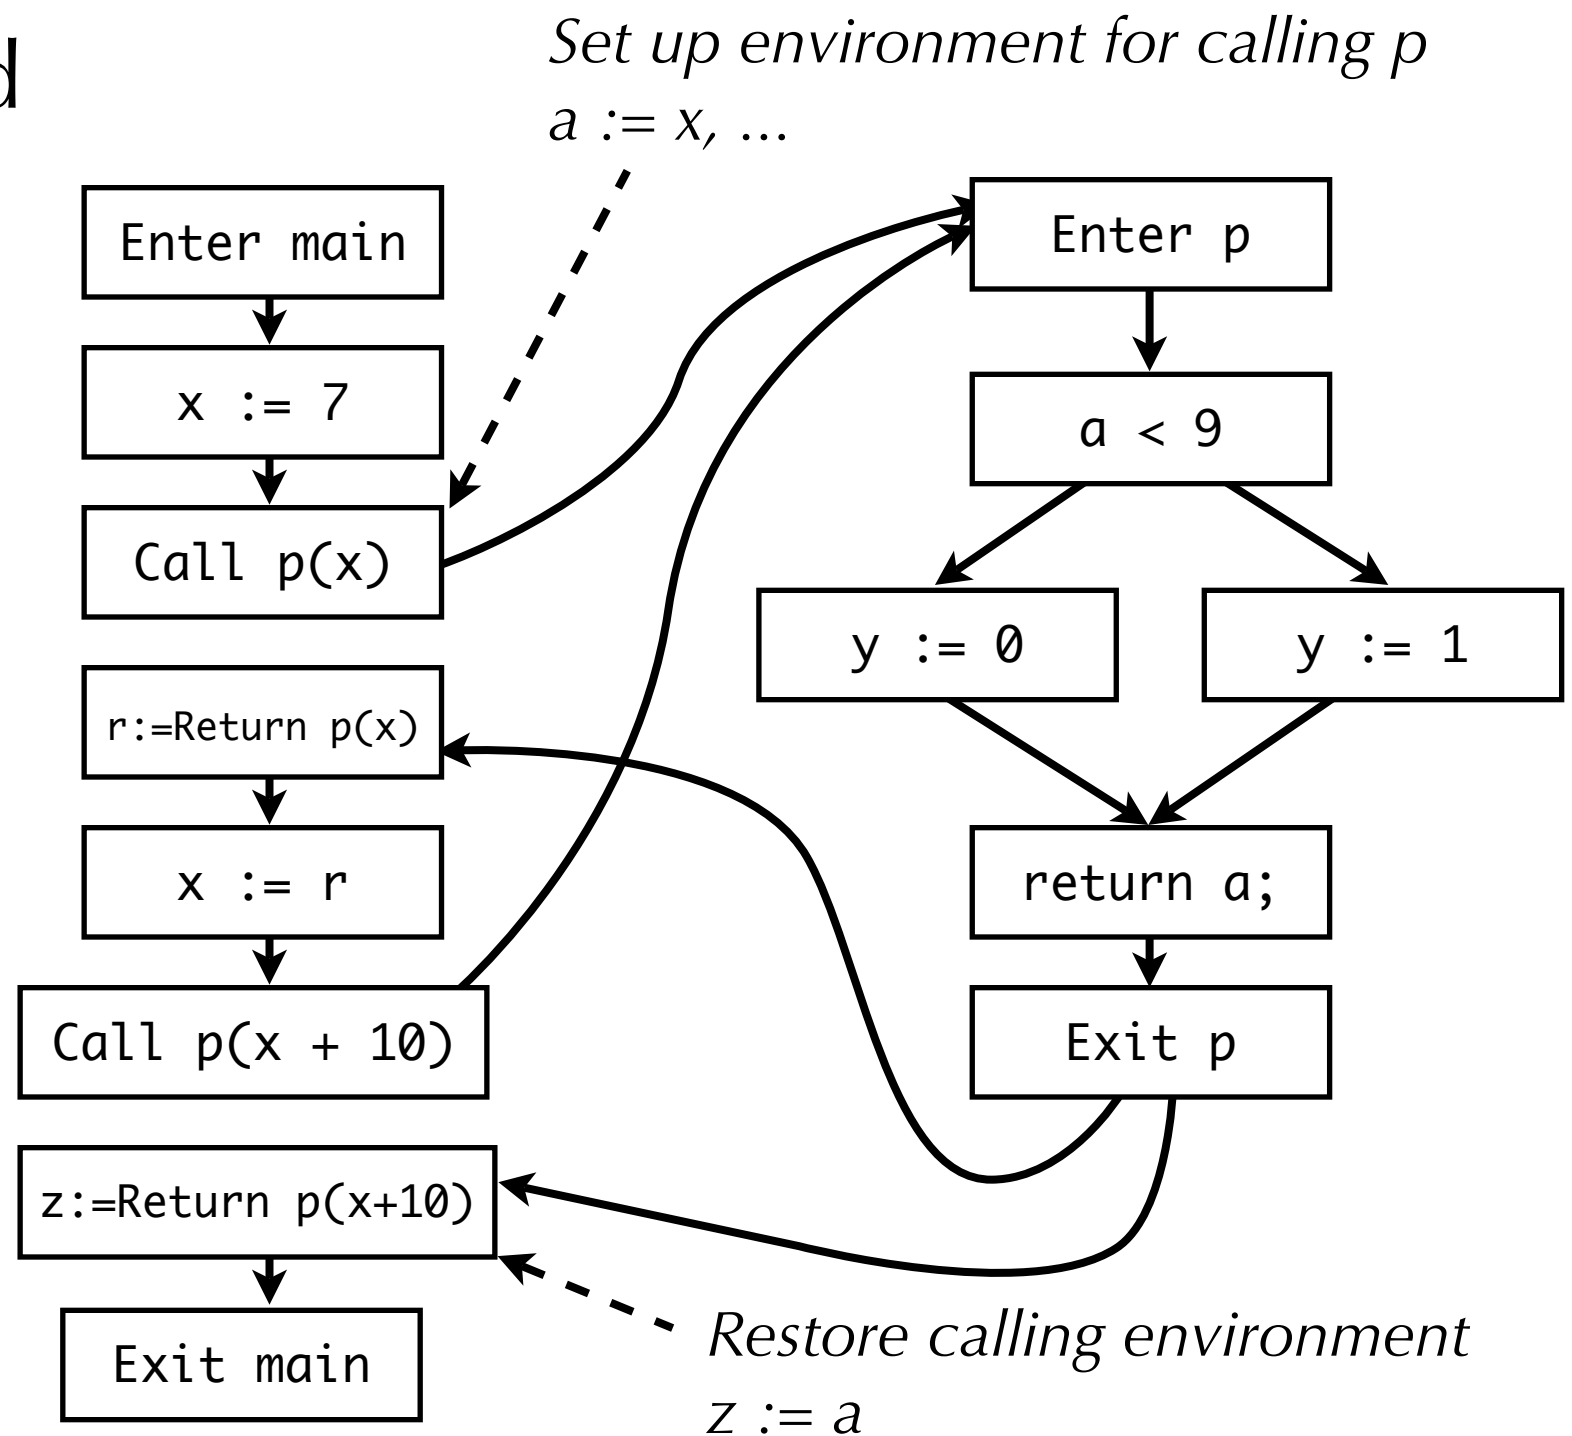 d
Set up environment for calling p
a := x, ...
Enter main
x := 7
Call p(x)
r:=Return p(x)
x := r
Call p(x + 10)
z:=Return p(x+10)
Exit main
Enter p
a < 9
y := 0
y := 1
return a;
Exit p
Restore calling environment
z := a